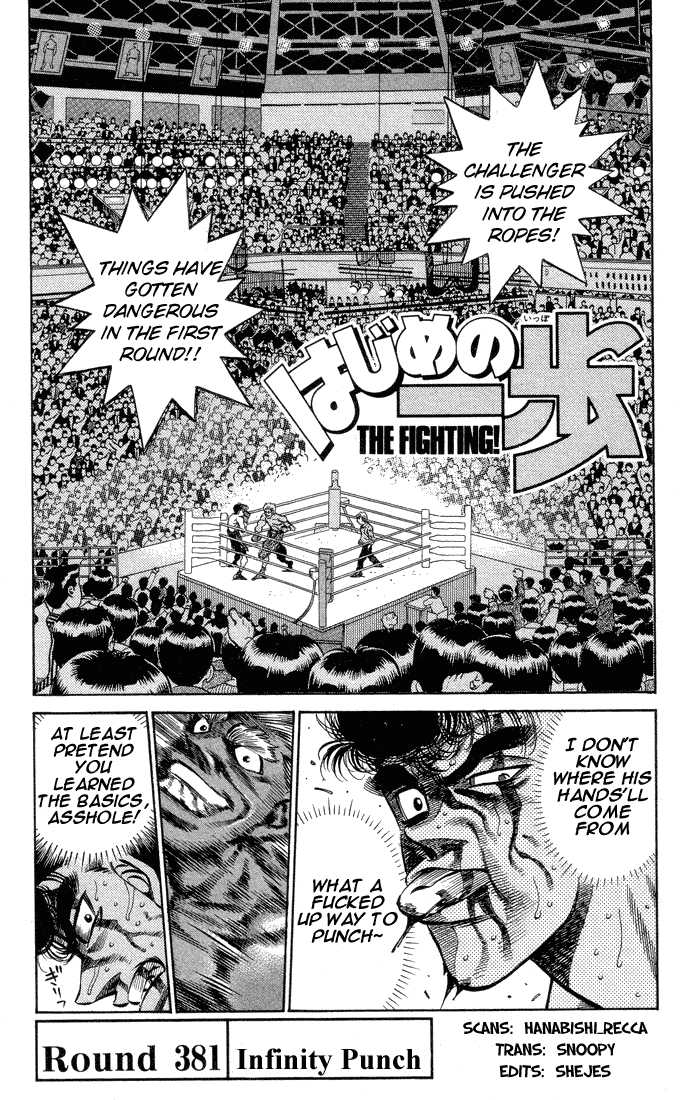 THE
CHALLENGER
IS PUSHED
INTO THE
ROPES!
THINGS HAVE
GOTTEN
DANGEROUS
IN THE FIRST
ROUND!!
いっぽ
はじめの一歩
THE FIGHTING!
I DON'T
KNOW
WHERE HIS
HANDS'LL
COME
FROM
WHAT A
FUCKED
UP WAY TO
PUNCH~
AT LEAST
PRETEND
YOU
LEARNED
THE BASICS,
ASSHOLE!
ギッ
Round 381
Infinity Punch
SCANS: HANABISHI_RECCA
TRANS: SNOOPY
EDITS: SHEJES